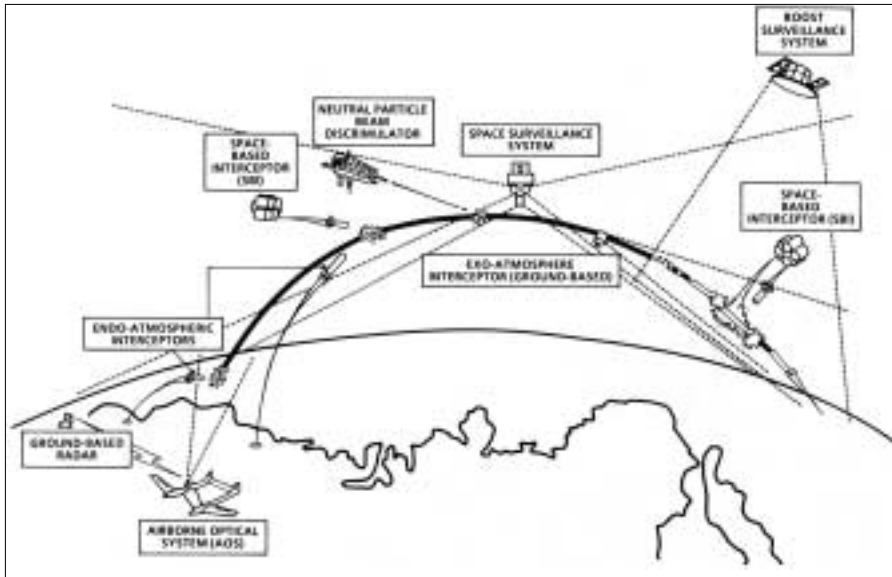 BOOST
SURVEILLANCE
SYSTEM
NEUTRAL PARTICLE
BEAM
DISCRIMULATOR
SPACE SURVEILLANCE
SYSTEM
SPACE-
BASED
INTERCEPTOR
(SBI)
SPACE-
BASED
INTERCEPTOR (SBI)
EXO-ATMOSPHERE
INTERCEPTOR (GROUND-BASED)
ENDO-ATMOSPHERIC
INTERCEPTORS
GROUND-BASED
RADAR
AIRBORNE OPTICAL
SYSTEM (AOS)